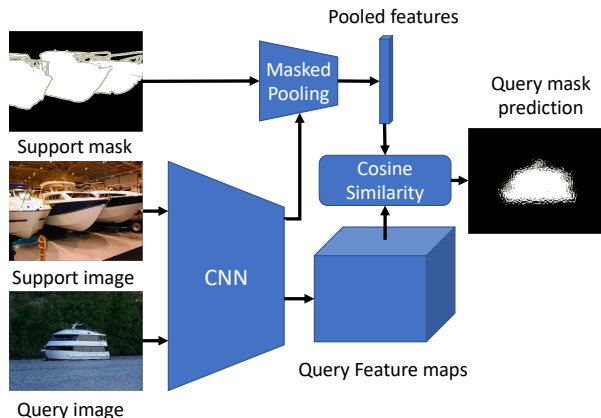 Pooled features
Masked
Pooling
Query mask
prediction
Support mask
Cosine
Similarity
Support image
CNN
Query Feature maps
Query image